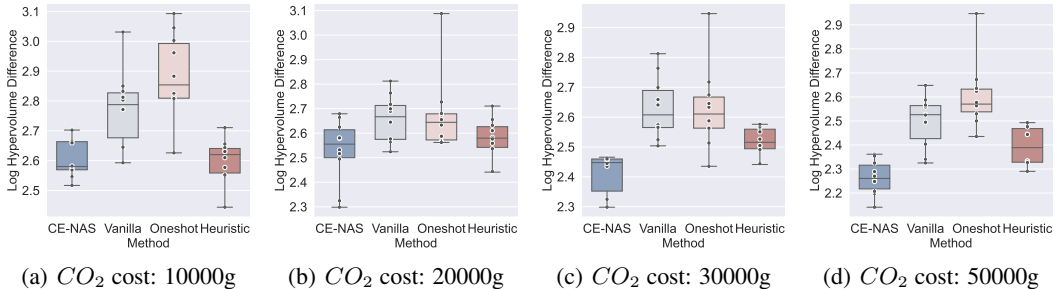 Log Hypervolume Difference
3.1
3.0
2.9
2.8
2.7
2.6
2.5
CE-NAS Vanilla Oneshot Heuristic
Method
(a) CO2 cost: 10000g
Log Hypervolume Difference
3.1
3.0
2.9
2.8
2.7
2.6
2.5
2.4
2.3
CE-NAS Vanilla Oneshot Heuristic
Method
(b) CO2 cost: 20000g
Log Hypervolume Difference
2.9
2.8
2.7
2.6
2.5
2.4
2.3
CE-NAS Vanilla Oneshot Heuristic
Method
(c) CO2 cost: 30000g
Log Hypervolume Difference
2.9
2.8
2.7
2.6
2.5
2.4
2.3
2.2
CE-NAS Vanilla Oneshot Heuristic
Method
(d) CO2 cost: 50000g